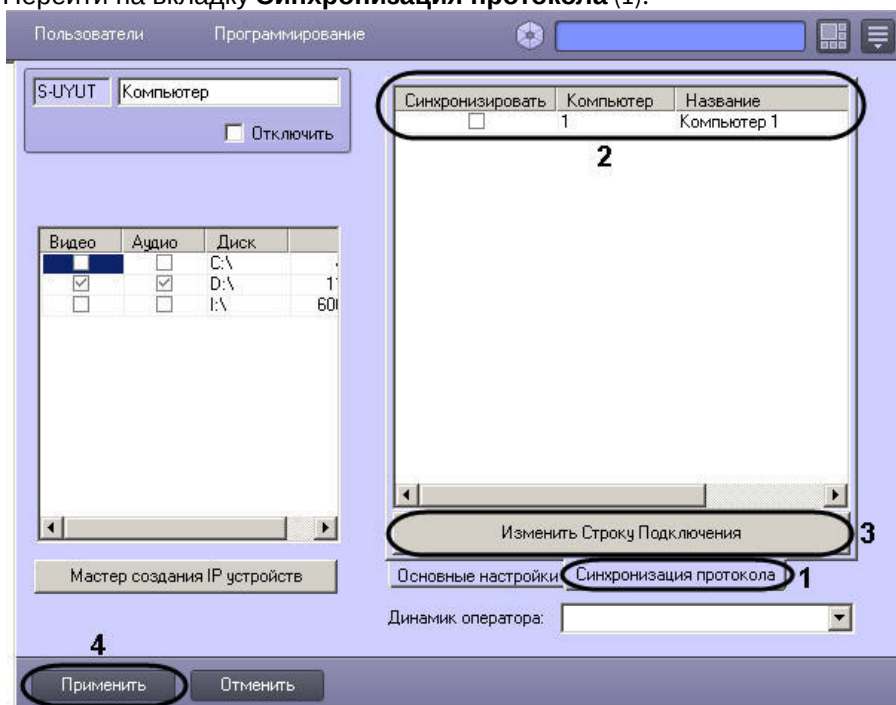 Перейти на вкладку Синхронизация протокола (1).
Пользователи Программирование
S-UYUT Компьютер
Отключить
Синхронизировать Компьютер Название
1 Компьютер 1
2
Видео Аудио Диск
C:\
D:\ 1
I:\ 60
Изменить Строку Подключения 3
Мастер создания IP устройств
Основные настройки Синхронизация протокола 1
Динамик оператора:
4
Применить Отменить